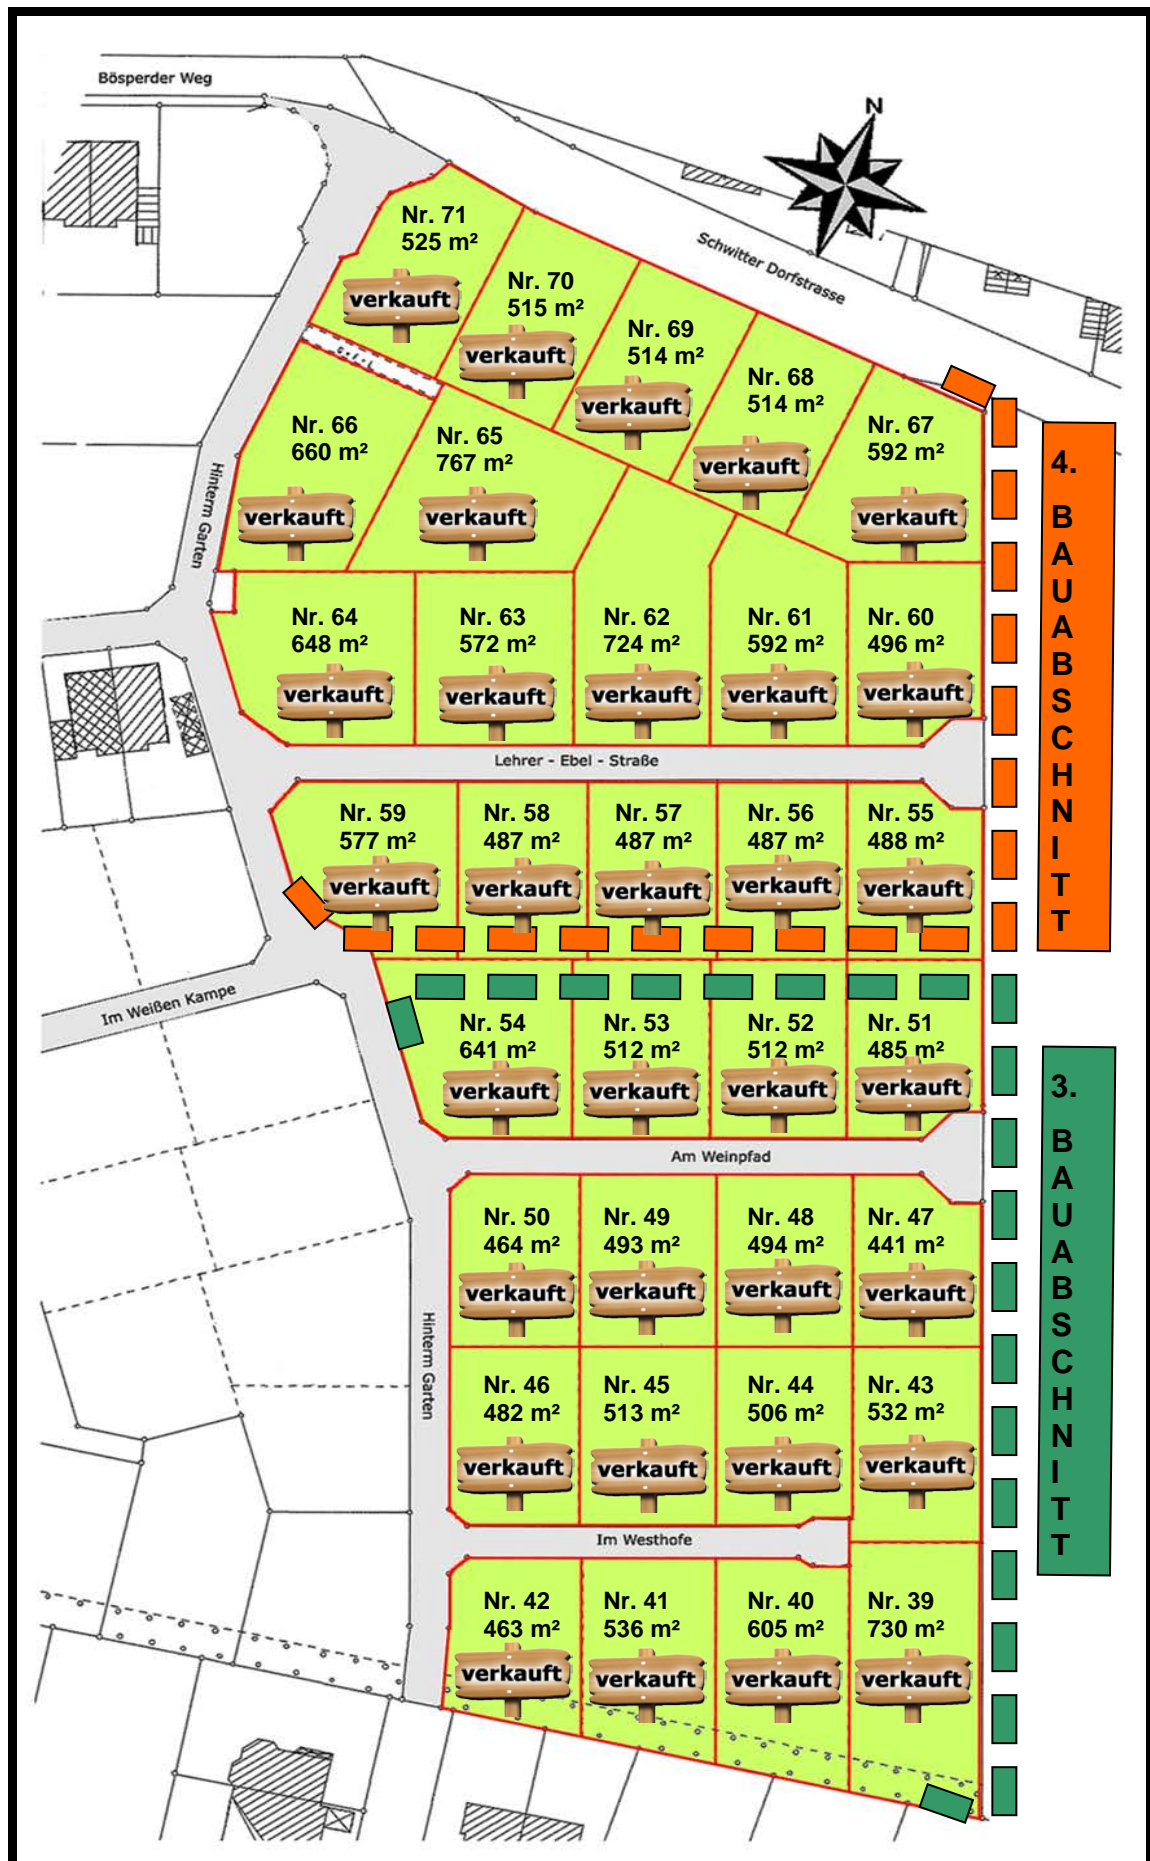 Bösperder Weg
N
Schwitter Dorfstrasse
Nr. 71
525 m²
verkauft
Nr. 70
515 m²
verkauft
Nr. 69
514 m²
verkauft
Nr. 68
514 m²
verkauft
Nr. 67
592 m²
verkauft
Nr. 66
660 m²
verkauft
Nr. 65
767 m²
verkauft
Hinterm Garten
Nr. 64
648 m²
verkauft
Nr. 63
572 m²
verkauft
Nr. 62
724 m²
verkauft
Nr. 61
592 m²
verkauft
Nr. 60
496 m²
verkauft
4. BAUABSCHNITT
Lehrer - Ebel - Straße
Nr. 59
577 m²
verkauft
Nr. 58
487 m²
verkauft
Nr. 57
487 m²
verkauft
Nr. 56
487 m²
verkauft
Nr. 55
488 m²
verkauft
Im Weißen Kampe
Nr. 54
641 m²
verkauft
Nr. 53
512 m²
verkauft
Nr. 52
512 m²
verkauft
Nr. 51
485 m²
verkauft
3. BAUABSCHNITT
Am Weinpfad
Nr. 50
464 m²
verkauft
Nr. 49
493 m²
verkauft
Nr. 48
494 m²
verkauft
Nr. 47
441 m²
verkauft
Hinterm Garten
Nr. 46
482 m²
verkauft
Nr. 45
513 m²
verkauft
Nr. 44
506 m²
verkauft
Nr. 43
532 m²
verkauft
Im Westhofe
Nr. 42
463 m²
verkauft
Nr. 41
536 m²
verkauft
Nr. 40
605 m²
verkauft
Nr. 39
730 m²
verkauft